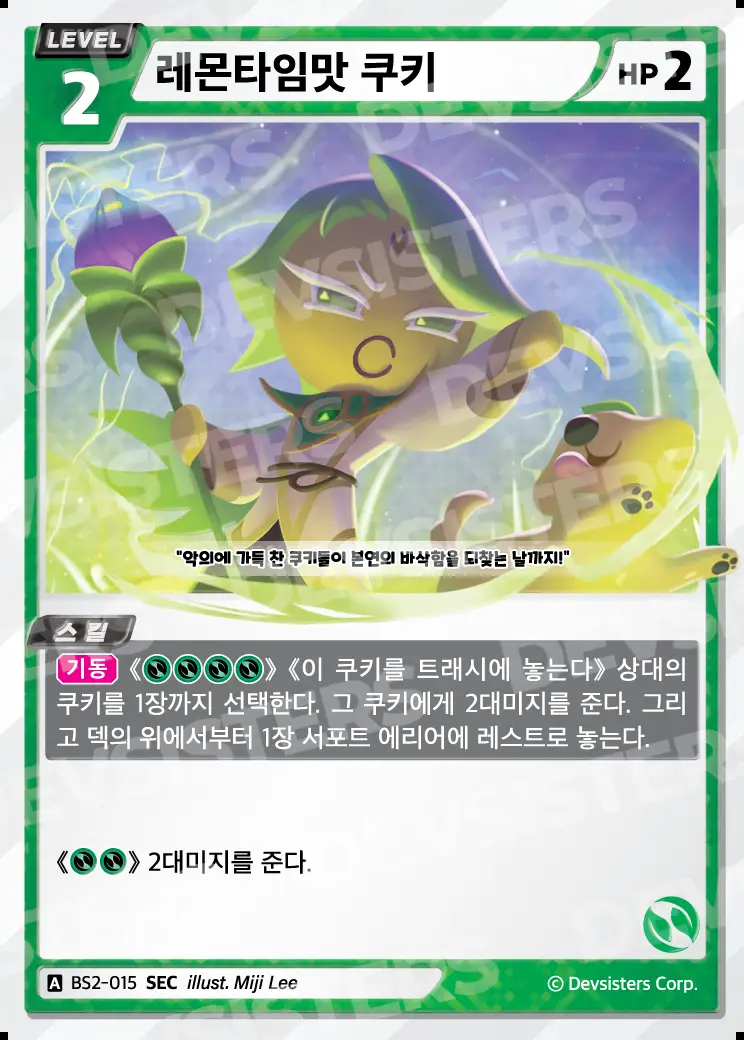 LEVEL
2
레몬타임맛 쿠키
HP 2
"악의에 가득 찬 쿠키들이 본연의 바삭함을 되찾는 날까지!"
스킬
기동 《》《이 쿠키를 트래시에 놓는다》 상대의
쿠키를 1장까지 선택한다. 그 쿠키에게 2대미지를 준다. 그리
고 덱의 위에서부터 1장 서포트 에리어에 레스트로 놓는다.
《》 2대미지를 준다.
A BS2-015 SEC illust. Miji Lee
© Devsisters Corp.
DEVSISTERS